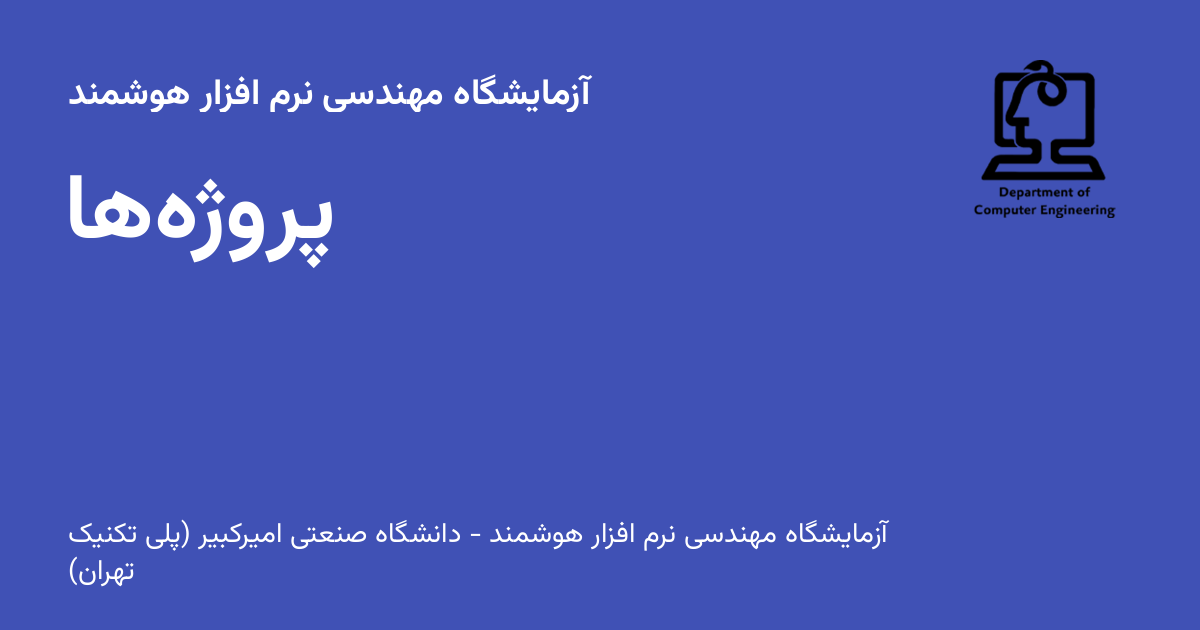 آزمایشگاه مهندسی نرم افزار هوشمند
پروژه‌ها
Department of
Computer Engineering
آزمایشگاه مهندسی نرم افزار هوشمند - دانشگاه صنعتی امیرکبیر (پلی تکنیک
تهران)